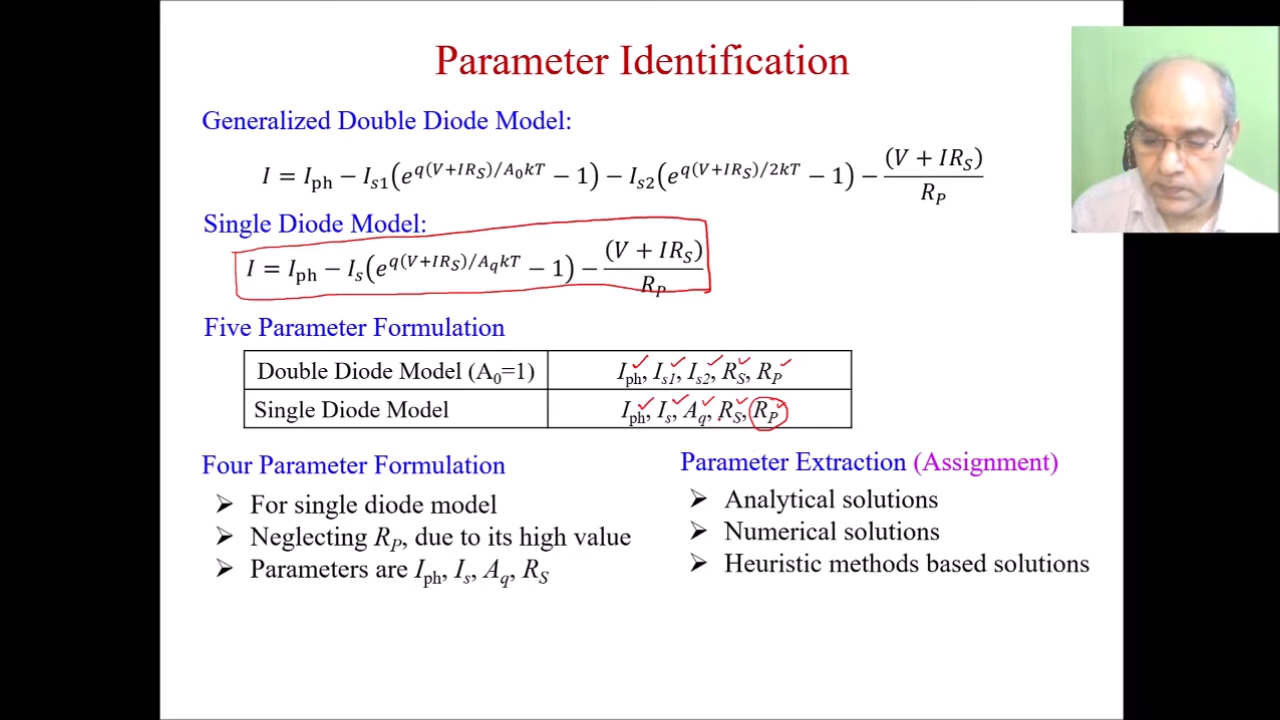 Parameter Identification
Generalized Double Diode Model:
I = I_ph − I_s1(e^{q(V+IR_S)/A_0kT} − 1) − I_s2(e^{q(V+IR_S)/2kT} − 1) − (V + IR_S)/R_P
Single Diode Model:
I = I_ph − I_s(e^{q(V+IR_S)/A_qkT} − 1) − (V + IR_S)/R_P
Five Parameter Formulation
Double Diode Model (A_0=1) I_ph, I_s1, I_s2, R_S, R_P
Single Diode Model I_ph, I_s, A_q, R_S, R_P
Four Parameter Formulation
➢ For single diode model
➢ Neglecting R_P, due to its high value
➢ Parameters are I_ph, I_s, A_q, R_S
Parameter Extraction (Assignment)
➢ Analytical solutions
➢ Numerical solutions
➢ Heuristic methods based solutions